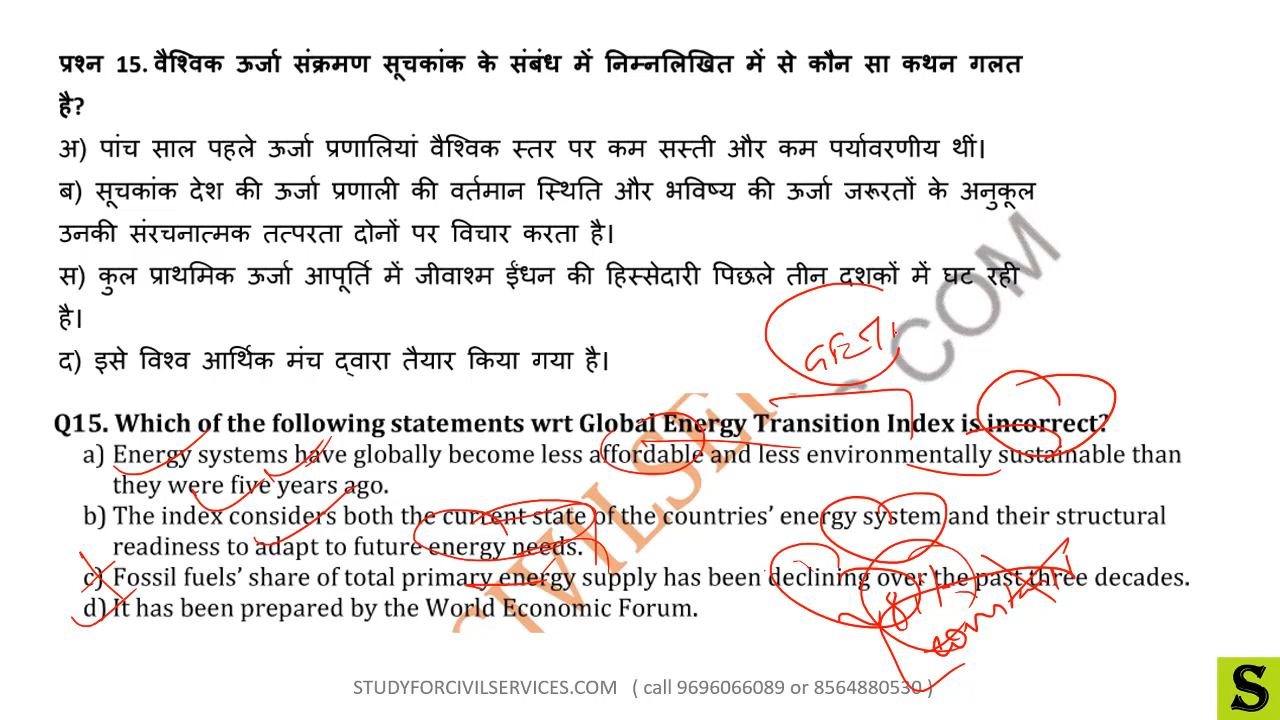 प्रश्न 15. वैश्विक ऊर्जा संक्रमण सूचकांक के संबंध में निम्नलिखित में से कौन सा कथन गलत
है?
अ) पांच साल पहले ऊर्जा प्रणालियां वैश्विक स्तर पर कम सस्ती और कम पर्यावरणीय थीं।
ब) सूचकांक देश की ऊर्जा प्रणाली की वर्तमान स्थिति और भविष्य की ऊर्जा जरूरतों के अनुकूल
उनकी संरचनात्मक तत्परता दोनों पर विचार करता है।
स) कुल प्राथमिक ऊर्जा आपूर्ति में जीवाश्म ईंधन की हिस्सेदारी पिछले तीन दशकों में घट रही
है।
द) इसे विश्व आर्थिक मंच द्वारा तैयार किया गया है।
Q15. Which of the following statements wrt Global Energy Transition Index is incorrect?
a) Energy systems have globally become less affordable and less environmentally sustainable than
they were five years ago.
b) The index considers both the current state of the countries' energy system and their structural
readiness to adapt to future energy needs.
c) Fossil fuels' share of total primary energy supply has been declining over the past three decades.
d) It has been prepared by the World Economic Forum.
CIVILSER
.COM
STUDYFORCIVILSERVICES.COM ( call 9696066089 or 8564880530 )
S